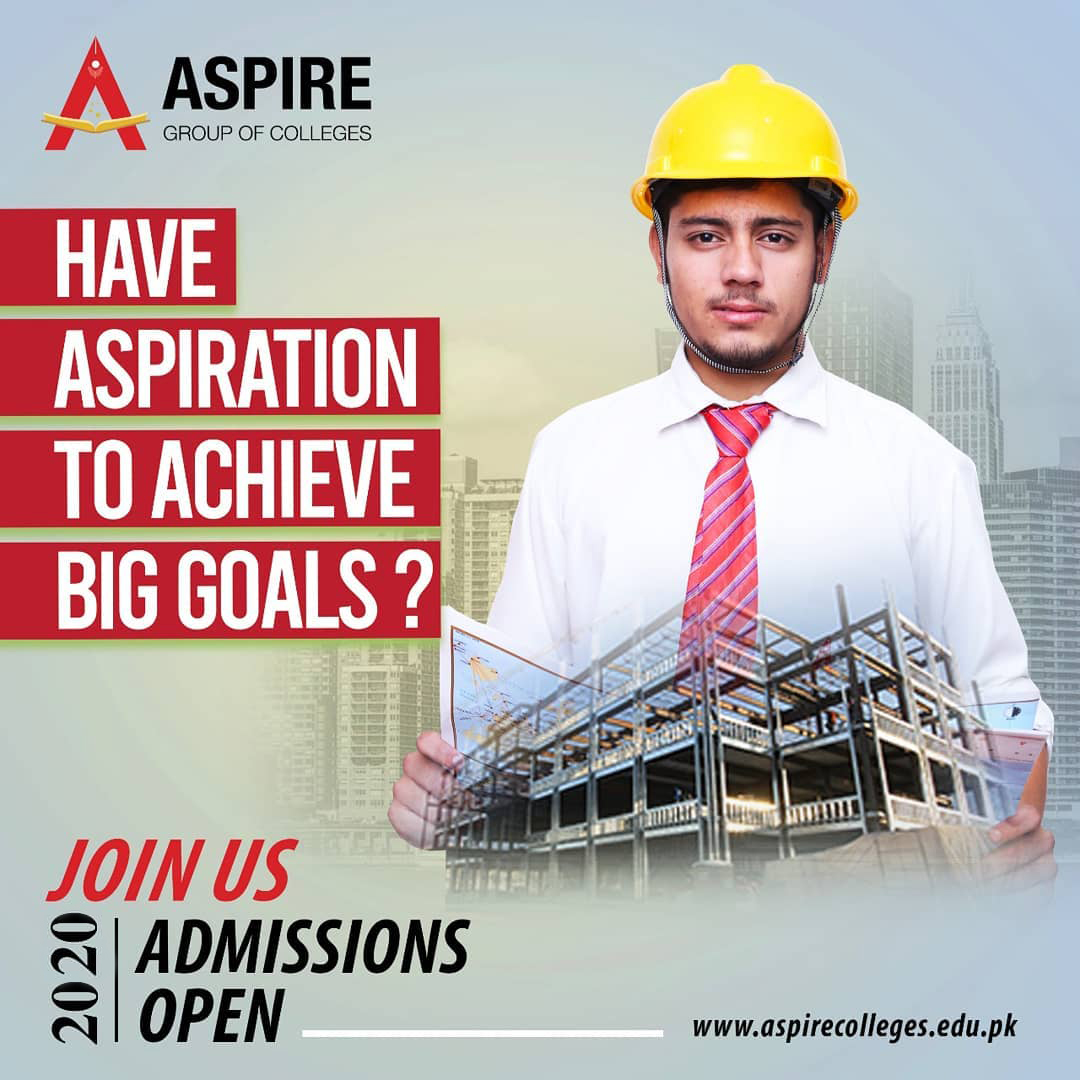 ASPIRE
GROUP OF COLLEGES
HAVE
ASPIRATION
TO ACHIEVE
BIG GOALS ?
JOIN US
2020
ADMISSIONS
OPEN
www.aspirecolleges.edu.pk